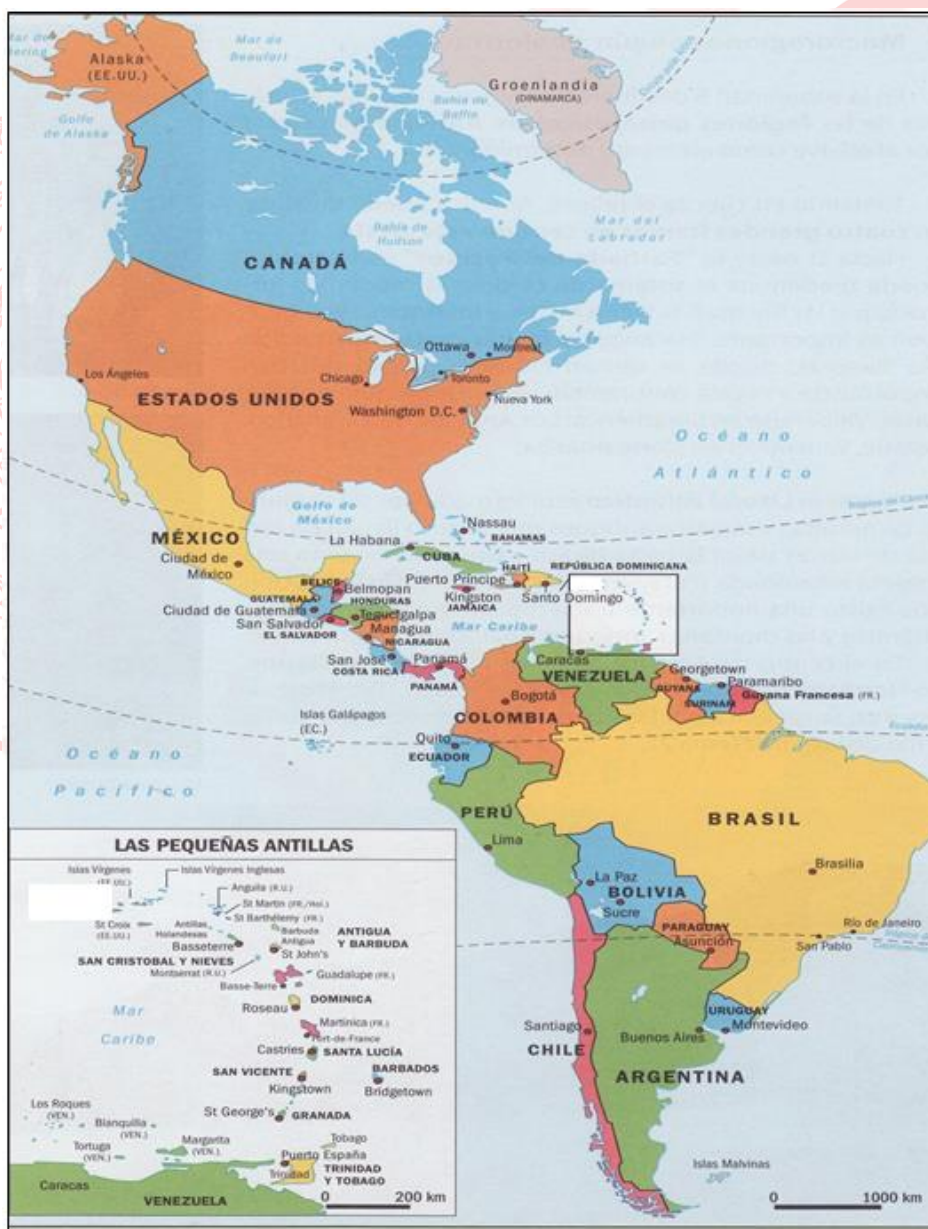 Mar de
Bering
Alaska
(EE.UU.)
Mar de
Beaufort
Groenlandia
(DINAMARCA)
Golfo
de Alaska
Bahía de
Baffin
Mar del
Labrador
Bahía de
Hudson
CANADÁ
Ottawa
Montreal
Toronto
Los Ángeles
Chicago
Nueva York
ESTADOS UNIDOS
Washington D.C.
Océano
Atlántico
Golfo de
México
Nassau
BAHAMAS
La Habana
CUBA
MÉXICO
Ciudad de
México
HAITÍ
REPÚBLICA DOMINICANA
Puerto Príncipe
Santo Domingo
Kingston
JAMAICA
BELICE
Belmopan
GUATEMALA
HONDURAS
Ciudad de Guatemala
Tegucigalpa
San Salvador
EL SALVADOR
Managua
NICARAGUA
Mar Caribe
San José
COSTA RICA
Panamá
PANAMÁ
Caracas
VENEZUELA
Georgetown
GUYANA
Paramaribo
SURINAM
Guyana Francesa (FR.)
Bogotá
COLOMBIA
Islas Galápagos
(EC.)
Quito
ECUADOR
Océano
Pacífico
PERÚ
Lima
BRASIL
Brasilia
La Paz
BOLIVIA
Sucre
PARAGUAY
Asunción
Río de Janeiro
San Pablo
URUGUAY
Montevideo
Santiago
Buenos Aires
CHILE
ARGENTINA
Islas Malvinas
0
1000 km
LAS PEQUEÑAS ANTILLAS
Islas Vírgenes
(EE.UU.)
Islas Vírgenes Inglesas
Anguila (R.U.)
St Martin (FR./Hol.)
St Barthélemy (FR.)
St Croix
(EE.UU.)
Antillas
Holandesas
Barbuda
Antigua
ANTIGUA
Y BARBUDA
Basseterre
St John's
SAN CRISTOBAL Y NIEVES
Montserrat (R.U.)
Guadalupe (FR.)
Basse-Terre
DOMINICA
Roseau
Mar
Caribe
Martinica (FR.)
Fort-de-France
Castries
SANTA LUCÍA
SAN VICENTE
BARBADOS
Kingstown
Bridgetown
St George's
GRANADA
Los Roques
(VEN.)
Blanquilla
(VEN.)
Tortuga
(VEN.)
Margarita
(VEN.)
Tobago
Puerto España
Trinidad
TRINIDAD
Y TOBAGO
Caracas
VENEZUELA
0
200 km